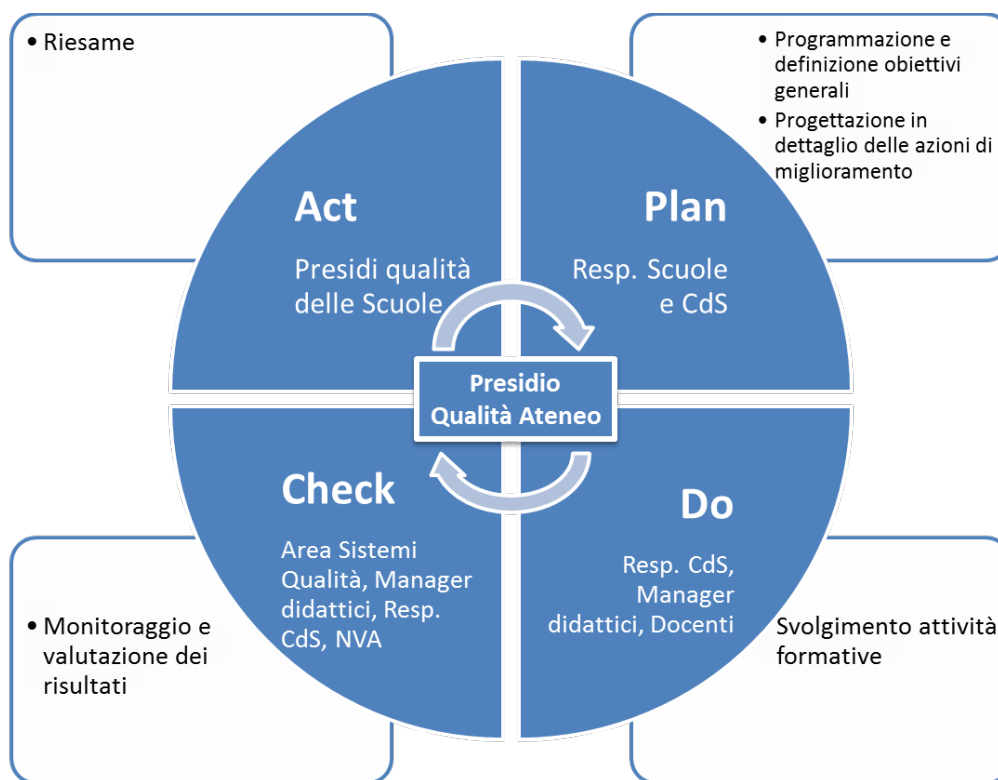 • Riesame
• Programmazione e
definizione obiettivi
generali
• Progettazione in
dettaglio delle azioni di
miglioramento
Act
Presidi qualità
delle Scuole
Plan
Resp. Scuole
e CdS
Presidio
Qualità Ateneo
Check
Area Sistemi
Qualità, Manager
didattici, Resp.
CdS, NVA
Do
Resp. CdS,
Manager
didattici, Docenti
• Monitoraggio e
valutazione dei
risultati
Svolgimento attività
formative